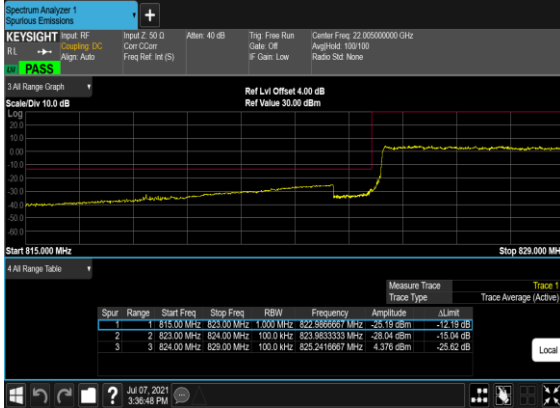 Spectrum Analyzer 1
Spurious Emissions
+
KEYSIGHT Input: RF Input Z: 50 Ω Atten: 40 dB Trig: Free Run Center Freq: 22.005000000 GHz
RL Coupling: DC Corr CCorr Gate: Off Avg|Hold: 100/100
Align: Auto Freq Ref: Int (S) IF Gain: Low Radio Std: None
PASS
3 All Range Graph
Ref Lvl Offset 4.00 dB
Scale/Div 10.0 dB Ref Value 30.00 dBm
Log
20.0
10.0
0.00
-10.0
-20.0
-30.0
-40.0
-50.0
-60.0
Start 815.000 MHz Stop 829.000 MH
4 All Range Table
Measure Trace Trace 1
Trace Type Trace Average (Active)
Spur Range Start Freq Stop Freq RBW Frequency Amplitude ΔLimit
1 1 815.00 MHz 823.00 MHz 1.000 MHz 822.9866667 MHz -25.19 dBm -12.19 dB
2 2 823.00 MHz 824.00 MHz 100.0 kHz 823.9833333 MHz -28.04 dBm -15.04 dB
3 3 824.00 MHz 829.00 MHz 100.0 kHz 825.2416667 MHz 4.376 dBm -25.62 dB
Local
? Jul 07, 2021
3:36:48 PM